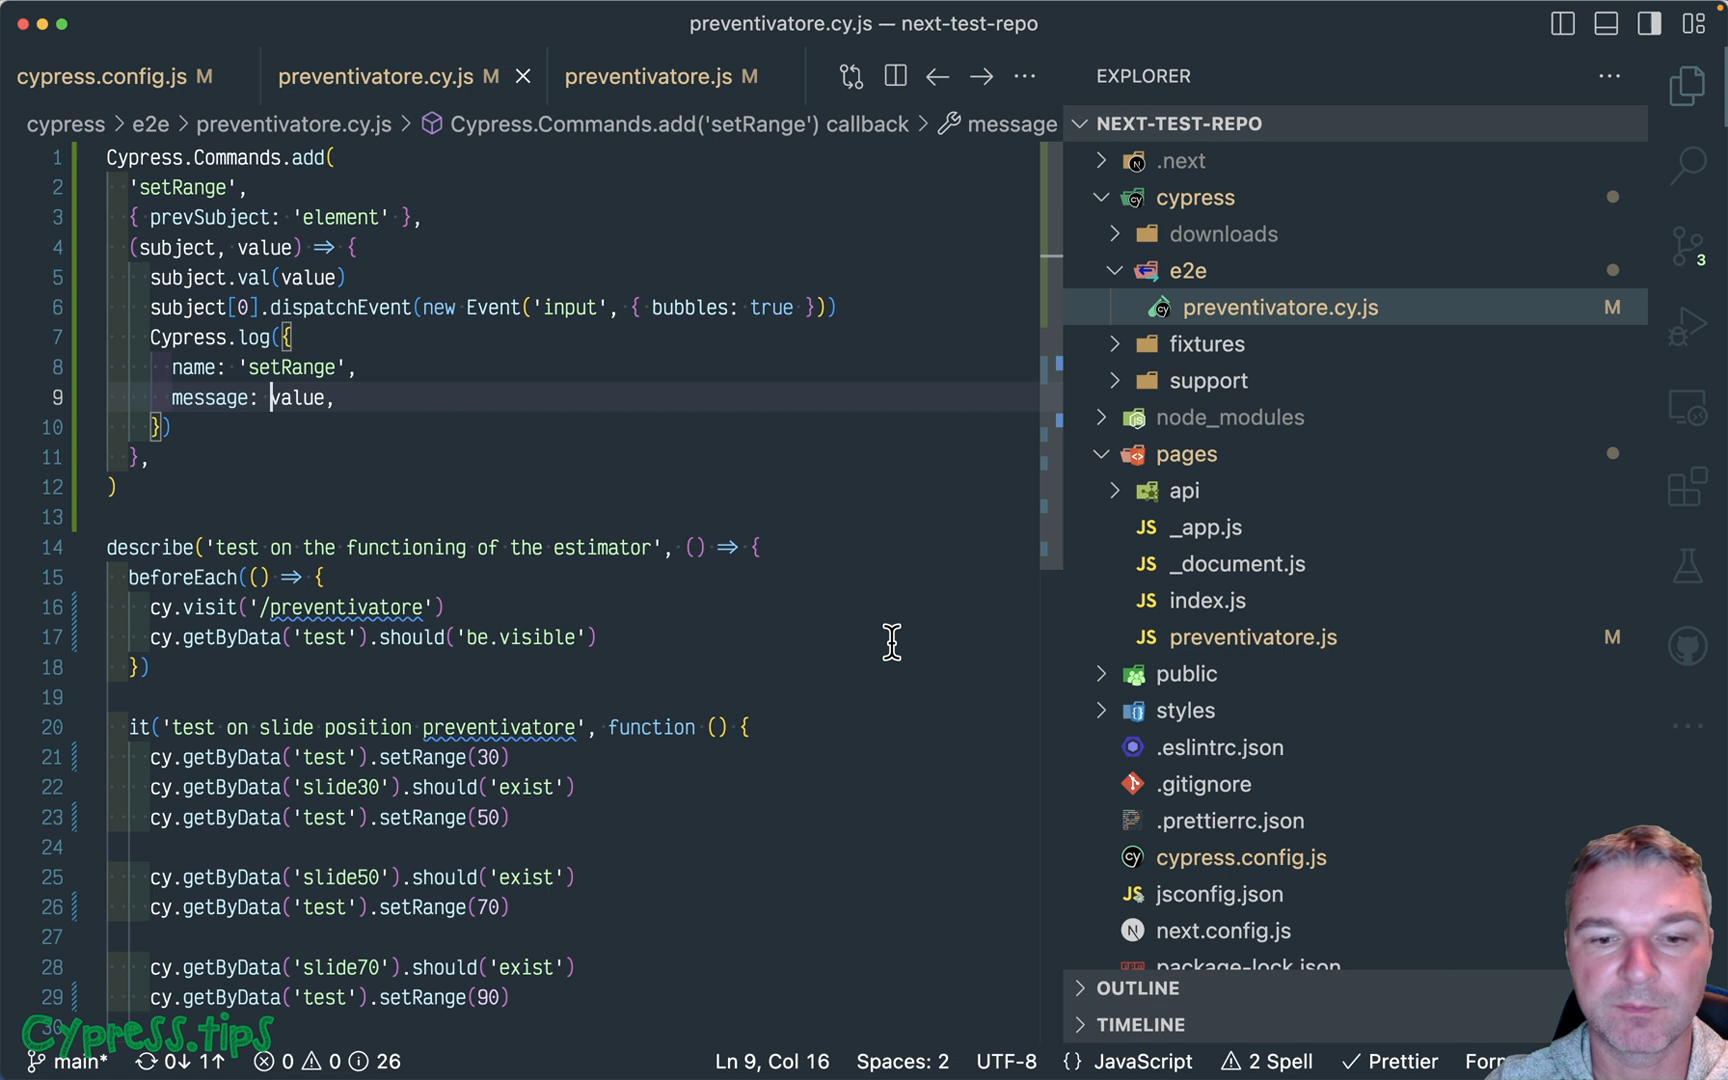 preventivatore.cy.js — next-test-repo
cypress.config.js M
preventivatore.cy.js M
preventivatore.js M
cypress > e2e > preventivatore.cy.js > Cypress.Commands.add('setRange') callback > message
1 Cypress.Commands.add(
2 'setRange',
3 { prevSubject: 'element' },
4 (subject, value) => {
5 subject.val(value)
6 subject[0].dispatchEvent(new Event('input', { bubbles: true }))
7 Cypress.log({
8 name: 'setRange',
9 message: value,
10 })
11 },
12 )
13
14 describe('test on the functioning of the estimator', () => {
15 beforeEach(() => {
16 cy.visit('/preventivatore')
17 cy.getByData('test').should('be.visible')
18 })
19
20 it('test on slide position preventivatore', function () {
21 cy.getByData('test').setRange(30)
22 cy.getByData('slide30').should('exist')
23 cy.getByData('test').setRange(50)
24
25 cy.getByData('slide50').should('exist')
26 cy.getByData('test').setRange(70)
27
28 cy.getByData('slide70').should('exist')
29 cy.getByData('test').setRange(90)
30
Cypress.tips
EXPLORER
NEXT-TEST-REPO
.next
cypress
downloads
e2e
preventivatore.cy.js M
fixtures
support
node_modules
pages
api
JS _app.js
JS _document.js
JS index.js
JS preventivatore.js M
public
styles
.eslintrc.json
.gitignore
.prettierrc.json
cypress.config.js
jsconfig.json
next.config.js
package-lock.json
OUTLINE
TIMELINE
3
main* 0↓ 1↑ 0 0 26
Ln 9, Col 16 Spaces: 2 UTF-8 {} JavaScript 2 Spell Prettier Form